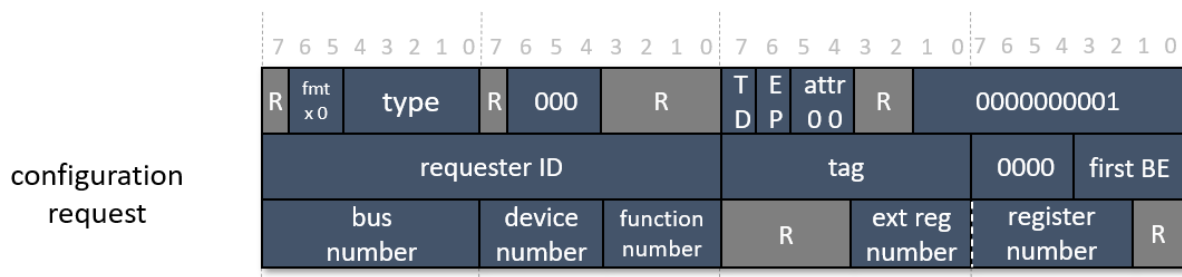 7 6 5 4 3 2 1 0 7 6 5 4 3 2 1 0 7 6 5 4 3 2 1 0 7 6 5 4 3 2 1 0
R fmt x 0 type R 000 R T D E P attr 0 0 R 0000000001
configuration request
requester ID tag 0000 first BE
bus number device number function number R ext reg number register number R